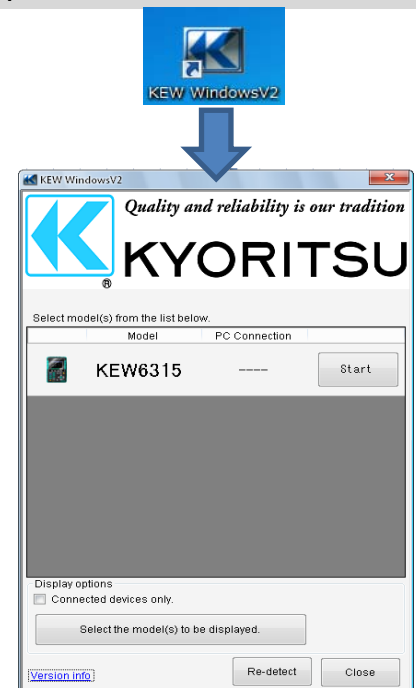 KEW WindowsV2
KEW WindowsV2
Quality and reliability is our tradition
KYORITSU
®
Select model(s) from the list below.
Model PC Connection
KEW6315 ---- Start
Display options
Connected devices only.
Select the model(s) to be displayed.
Version info Re-detect Close